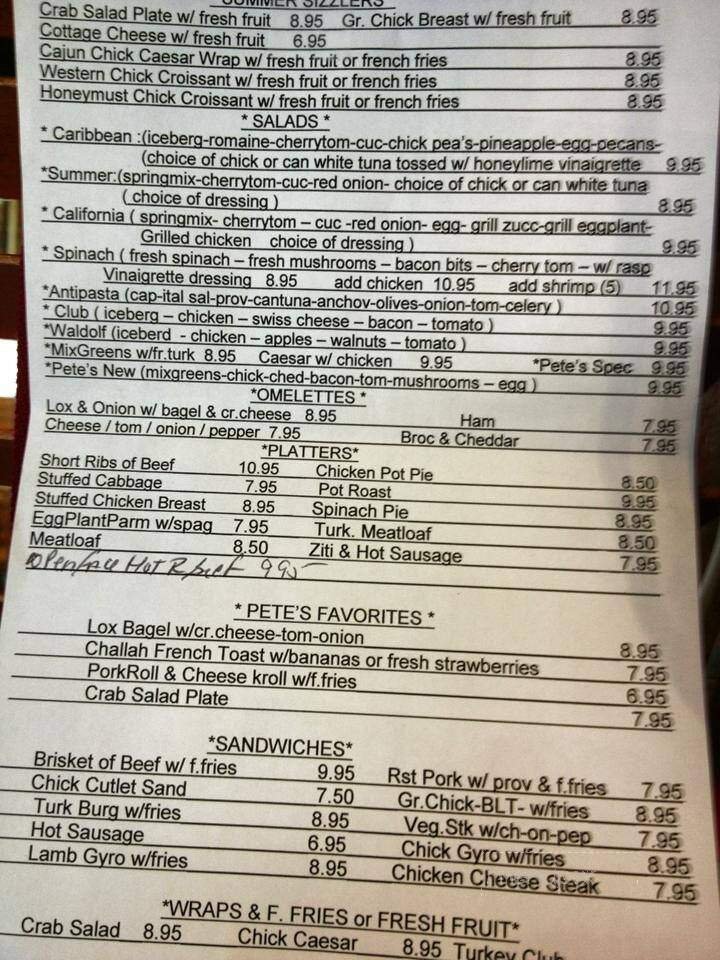 SUMMER SIZZLERS
Crab Salad Plate w/ fresh fruit 8.95 Gr. Chick Breast w/ fresh fruit 8.95
Cottage Cheese w/ fresh fruit 6.95
Cajun Chick Caesar Wrap w/ fresh fruit or french fries 8.95
Western Chick Croissant w/ fresh fruit or french fries 8.95
Honeymust Chick Croissant w/ fresh fruit or french fries 8.95
* SALADS *
* Caribbean :(iceberg-romaine-cherrytom-cuc-chick pea's-pineapple-egg-pecans-
(choice of chick or can white tuna tossed w/ honeylime vinaigrette 9.95
*Summer:(springmix-cherrytom-cuc-red onion- choice of chick or can white tuna
( choice of dressing ) 8.95
* California ( springmix- cherrytom – cuc -red onion- egg- grill zucc-grill eggplant-
Grilled chicken choice of dressing ) 9.95
* Spinach ( fresh spinach – fresh mushrooms – bacon bits – cherry tom – w/ rasp
Vinaigrette dressing 8.95 add chicken 10.95 add shrimp (5) 11.95
*Antipasta (cap-ital sal-prov-cantuna-anchov-olives-onion-tom-celery ) 10.95
* Club ( iceberg – chicken – swiss cheese – bacon – tomato ) 9.95
*Waldolf (iceberd - chicken – apples – walnuts – tomato ) 9.95
*MixGreens w/fr.turk 8.95 Caesar w/ chicken 9.95 *Pete's Spec 9.95
*Pete's New (mixgreens-chick-ched-bacon-tom-mushrooms – egg ) 9.95
*OMELETTES *
Lox & Onion w/ bagel & cr.cheese 8.95 Ham 7.95
Cheese / tom / onion / pepper 7.95 Broc & Cheddar 7.95
*PLATTERS*
Short Ribs of Beef 10.95 Chicken Pot Pie 8.50
Stuffed Cabbage 7.95 Pot Roast 9.95
Stuffed Chicken Breast 8.95 Spinach Pie 8.95
EggPlantParm w/spag 7.95 Turk. Meatloaf 8.50
Meatloaf 8.50 Ziti & Hot Sausage 7.95
Openface Hot R/beef 995
* PETE'S FAVORITES *
Lox Bagel w/cr.cheese-tom-onion 8.95
Challah French Toast w/bananas or fresh strawberries 7.95
PorkRoll & Cheese kroll w/f.fries 6.95
Crab Salad Plate 7.95
*SANDWICHES*
Brisket of Beef w/ f.fries 9.95 Rst Pork w/ prov & f.fries 7.95
Chick Cutlet Sand 7.50 Gr.Chick-BLT- w/fries 8.95
Turk Burg w/fries 8.95 Veg.Stk w/ch-on-pep 7.95
Hot Sausage 6.95 Chick Gyro w/fries 8.95
Lamb Gyro w/fries 8.95 Chicken Cheese Steak 7.95
*WRAPS & F. FRIES or FRESH FRUIT*
Crab Salad 8.95 Chick Caesar 8.95 Turkey Club